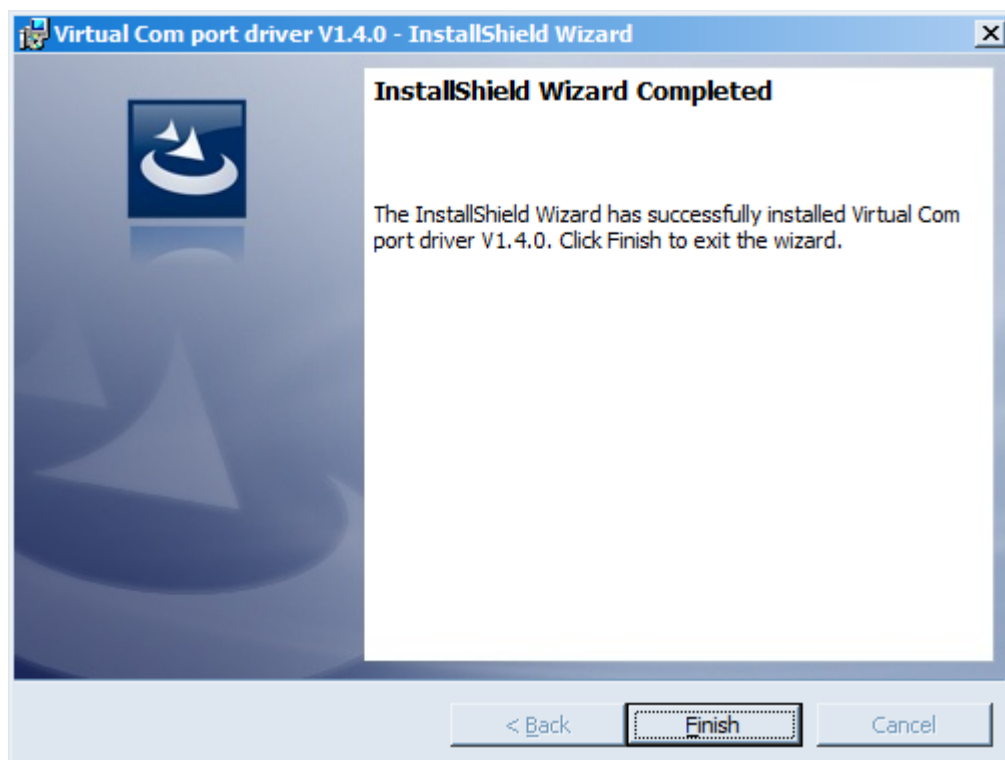 Virtual Com port driver V1.4.0 - InstallShield Wizard
InstallShield Wizard Completed
The InstallShield Wizard has successfully installed Virtual Com
port driver V1.4.0. Click Finish to exit the wizard.
< Back
Finish
Cancel